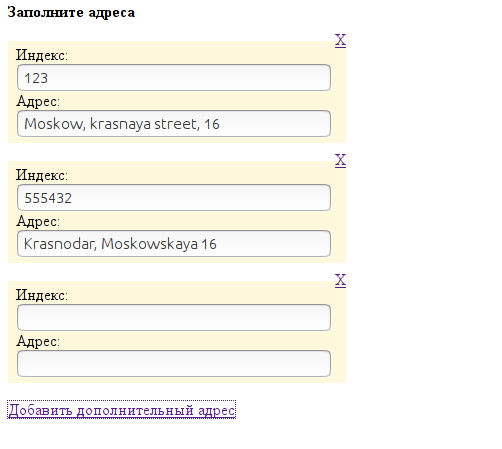 Заполните адреса
X
Индекс:
123
Адрес:
Moskow, krasnaya street, 16
X
Индекс:
555432
Адрес:
Krasnodar, Moskowskaya 16
X
Индекс:
Адрес:
Добавить дополнительный адрес